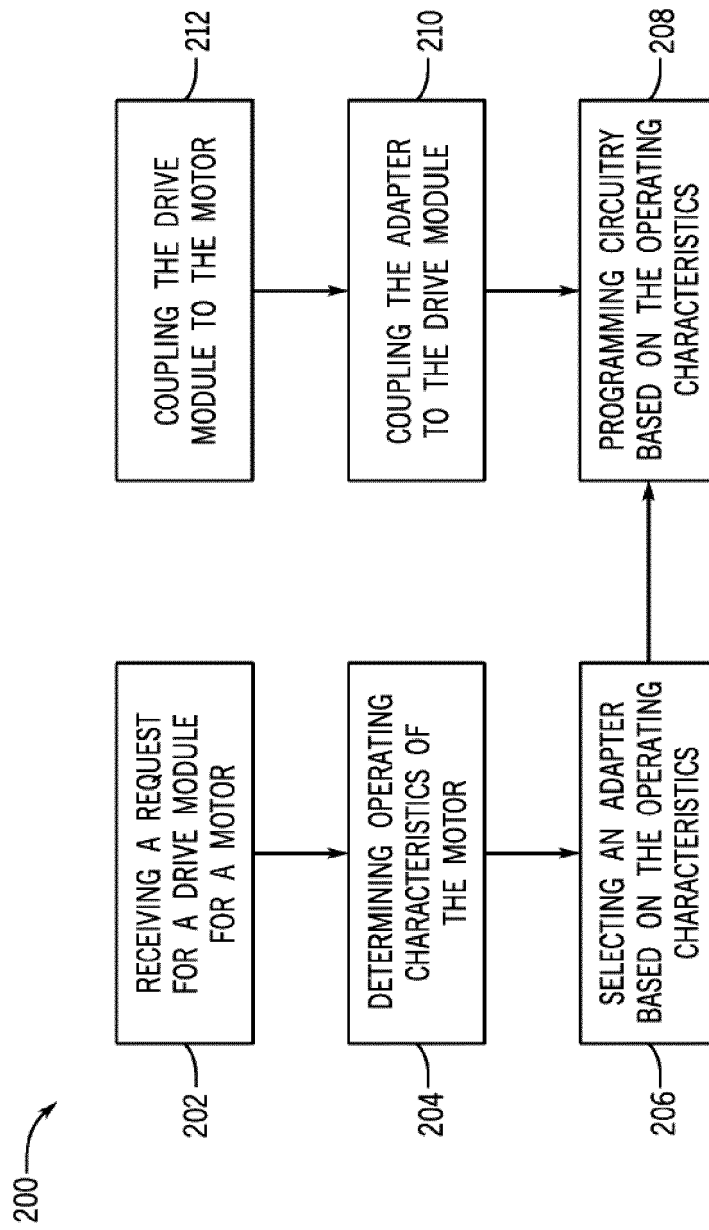 200
202
RECEIVING A REQUEST
FOR A DRIVE MODULE
FOR A MOTOR
204
DETERMINING OPERATING
CHARACTERISTICS OF
THE MOTOR
206
SELECTING AN ADAPTER
BASED ON THE OPERATING
CHARACTERISTICS
212
COUPLING THE DRIVE
MODULE TO THE MOTOR
210
COUPLING THE ADAPTER
TO THE DRIVE MODULE
208
PROGRAMMING CIRCUITRY
BASED ON THE OPERATING
CHARACTERISTICS